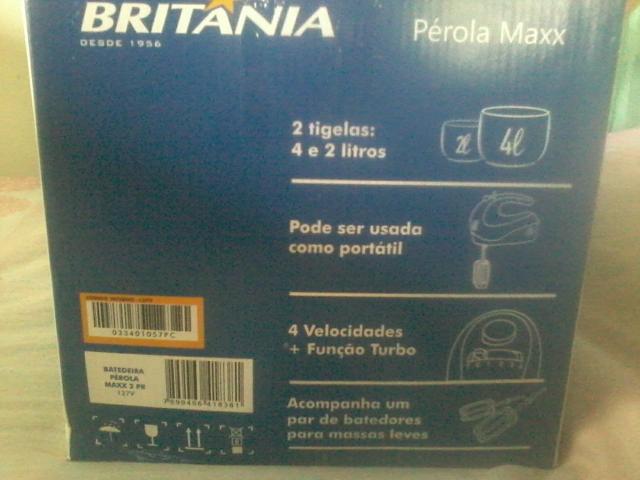 BRITÂNIA
DESDE 1956
Pérola Maxx
2 tigelas:
4 e 2 litros
2l
4l
Pode ser usada
como portátil
4 Velocidades
+ Função Turbo
033401057FC
BATEDEIRA
PÉROLA
MAXX 2 PR
127V
Acompanha um
par de batedores
para massas leves